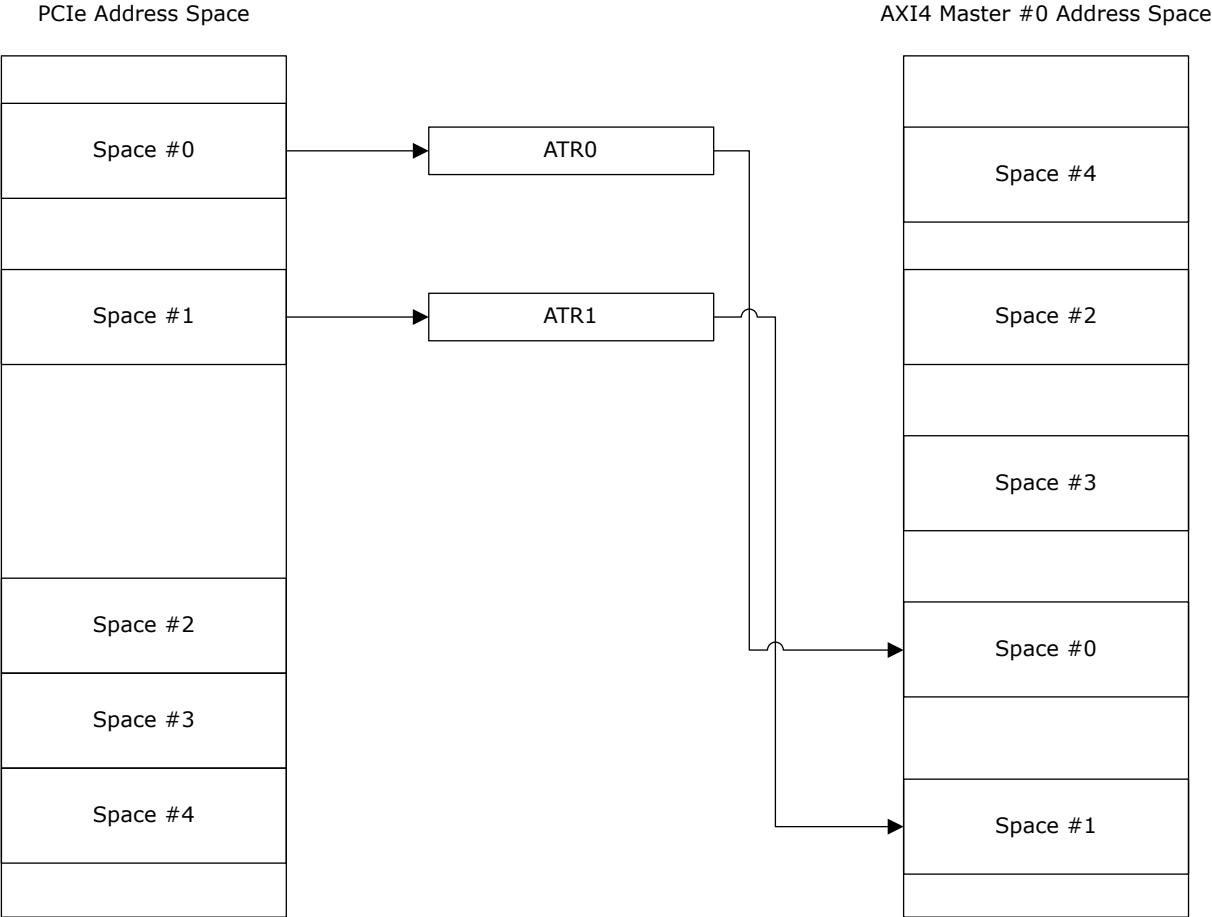 PCIe Address Space
AXI4 Master #0 Address Space
Space #0
ATR0
Space #4
Space #1
ATR1
Space #2
Space #3
Space #2
Space #0
Space #3
Space #4
Space #1